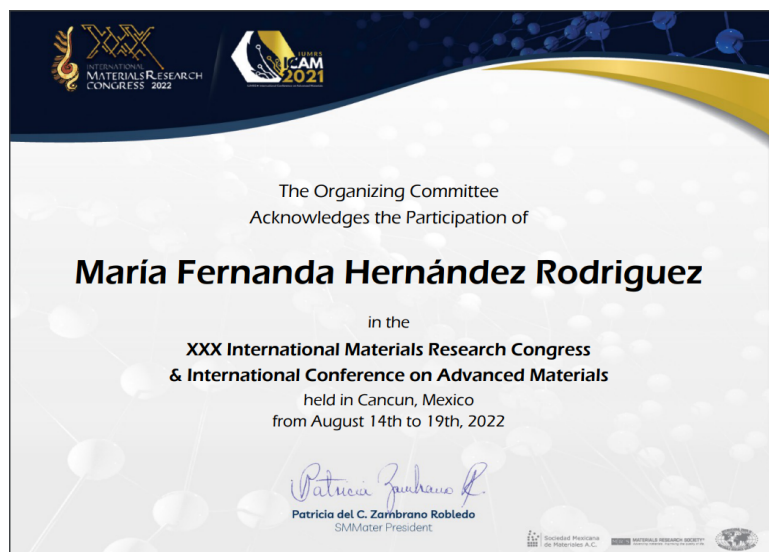 XXX
INTERNATIONAL
MATERIALS RESEARCH
CONGRESS 2022
IUMRS
ICAM
2021
The Organizing Committee
Acknowledges the Participation of
María Fernanda Hernández Rodriguez
in the
XXX International Materials Research Congress
& International Conference on Advanced Materials
held in Cancun, Mexico
from August 14th to 19th, 2022
Patricia Zambrano R.
Patricia del C. Zambrano Robledo
SMMater President
Sociedad Mexicana
de Materiales A.C.
MATERIALS RESEARCH SOCIETY